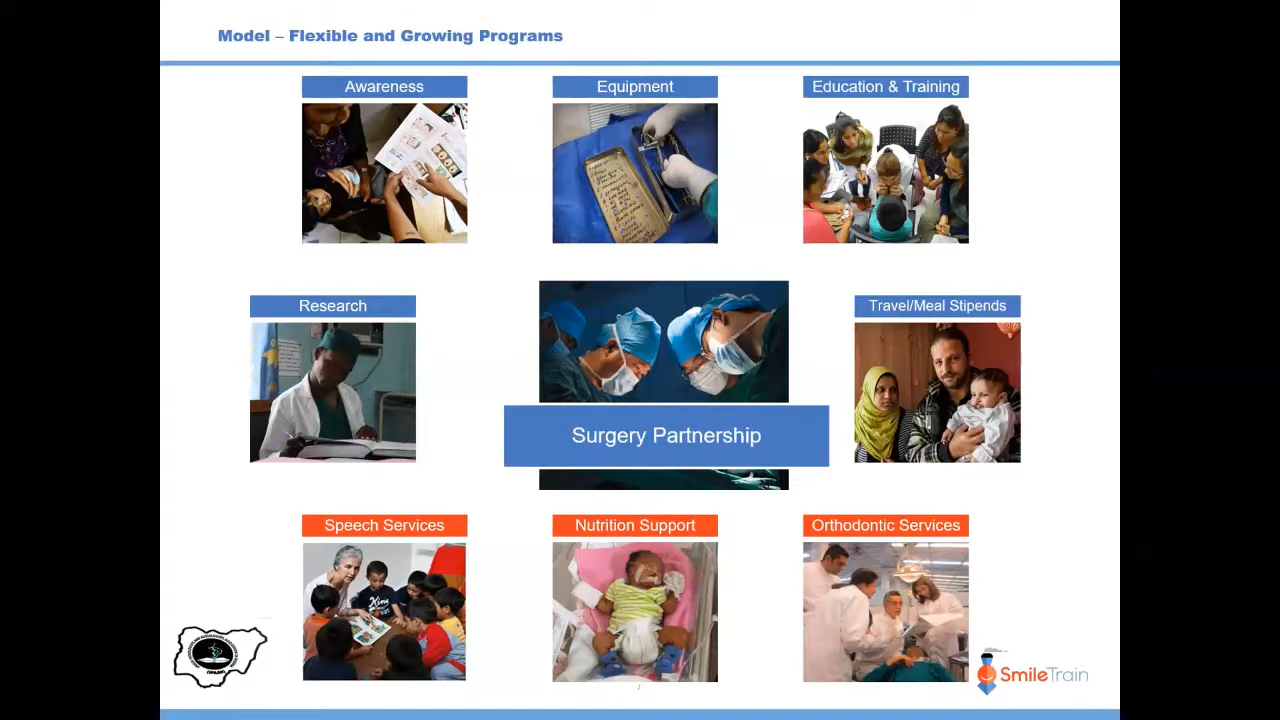 Model – Flexible and Growing Programs
Awareness
Equipment
Education & Training
Research
Travel/Meal Stipends
Surgery Partnership
Speech Services
Nutrition Support
Orthodontic Services
SmileTrain